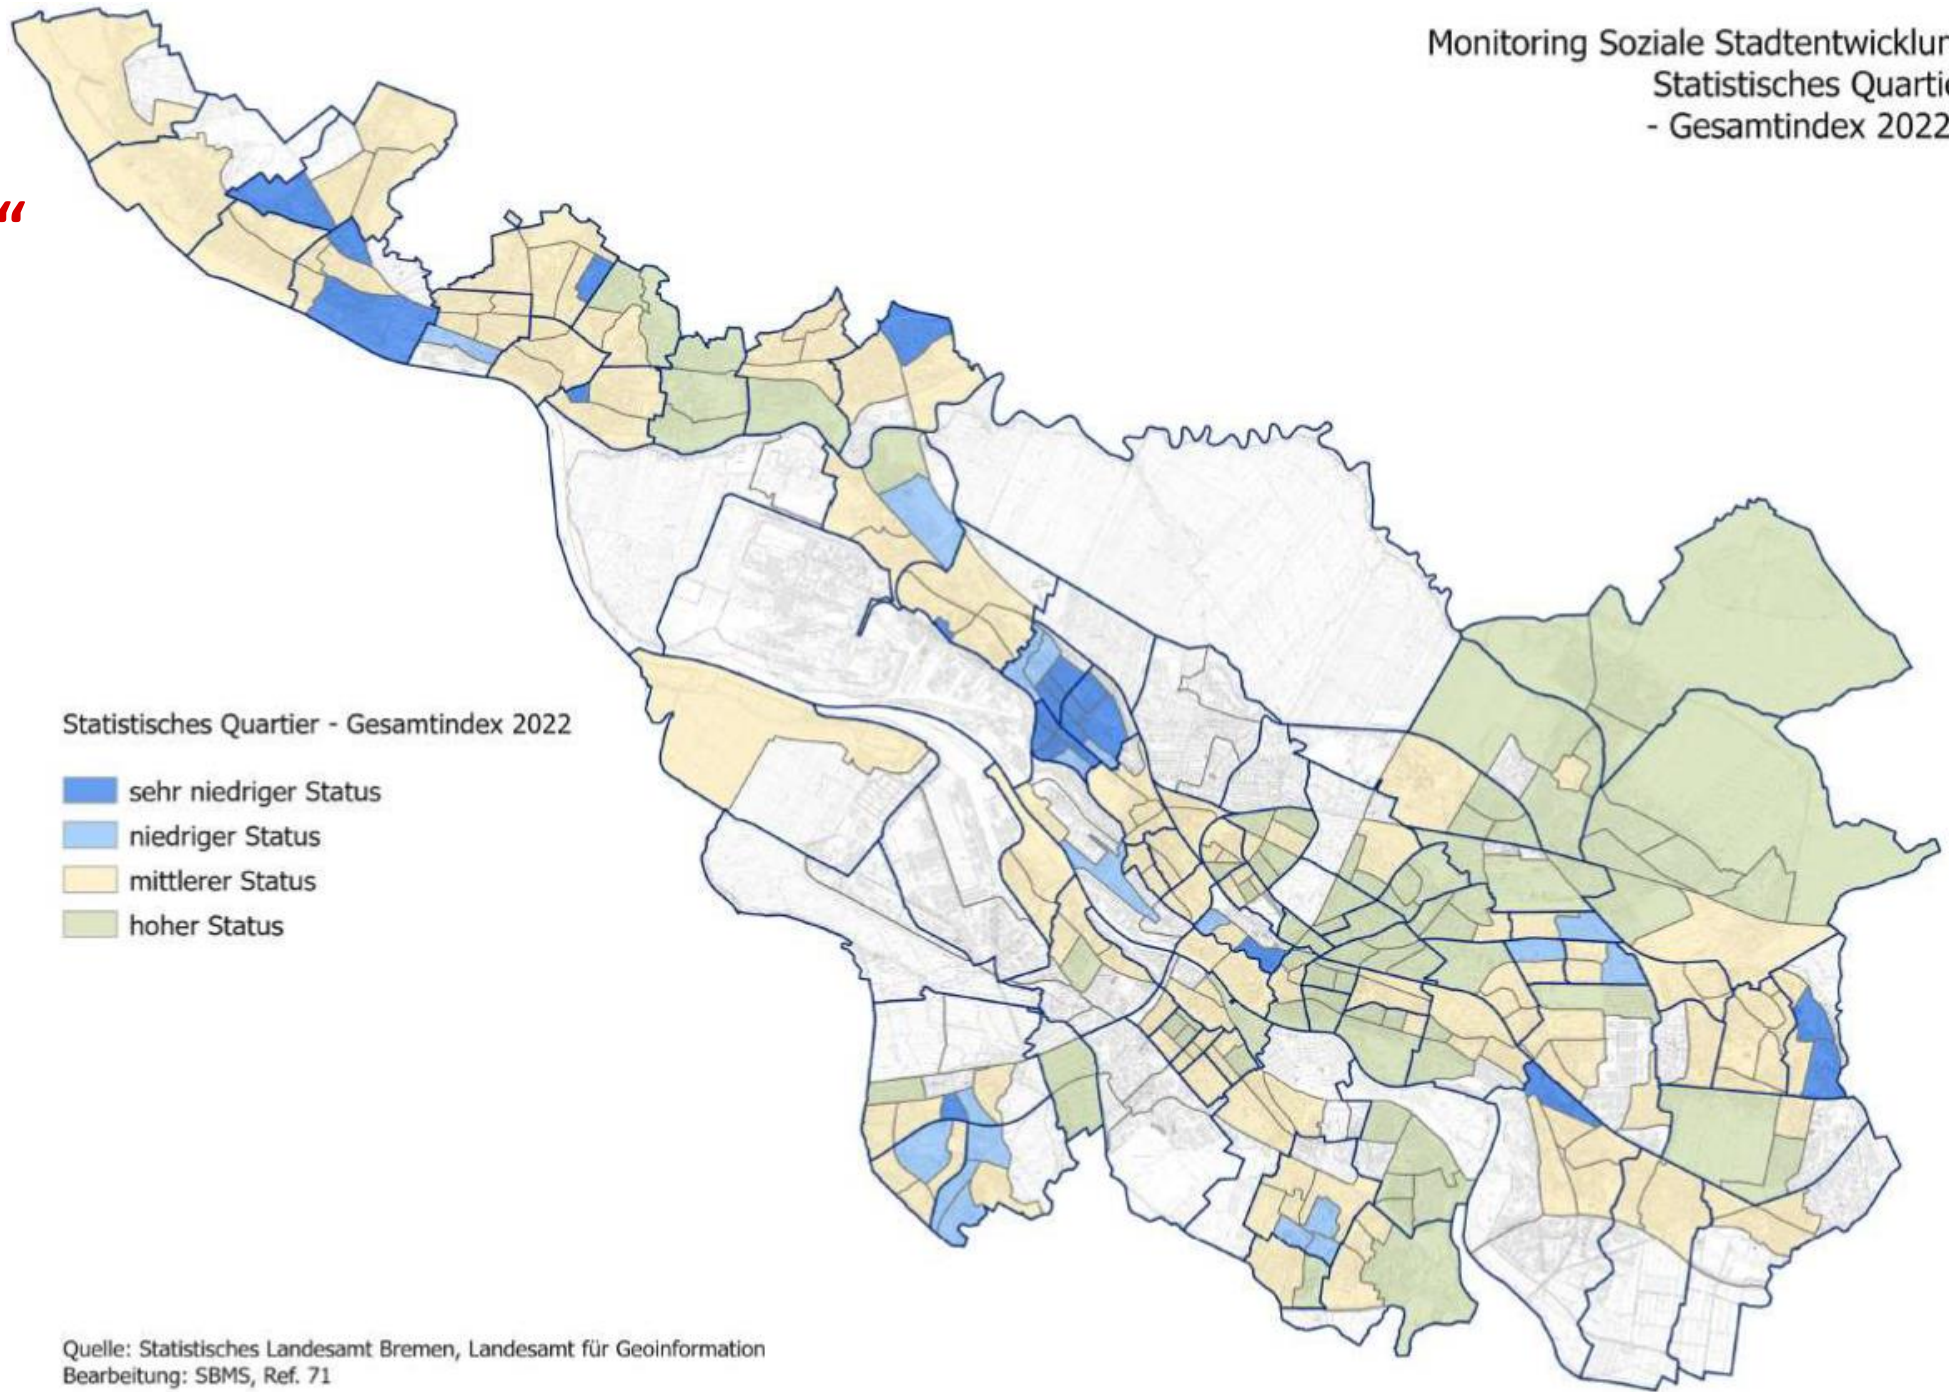 Monitoring Soziale Stadtentwicklun
Statistisches Quartie
- Gesamtindex 2022
“
Statistisches Quartier - Gesamtindex 2022
sehr niedriger Status
niedriger Status
mittlerer Status
hoher Status
Quelle: Statistisches Landesamt Bremen, Landesamt für Geoinformation
Bearbeitung: SBMS, Ref. 71